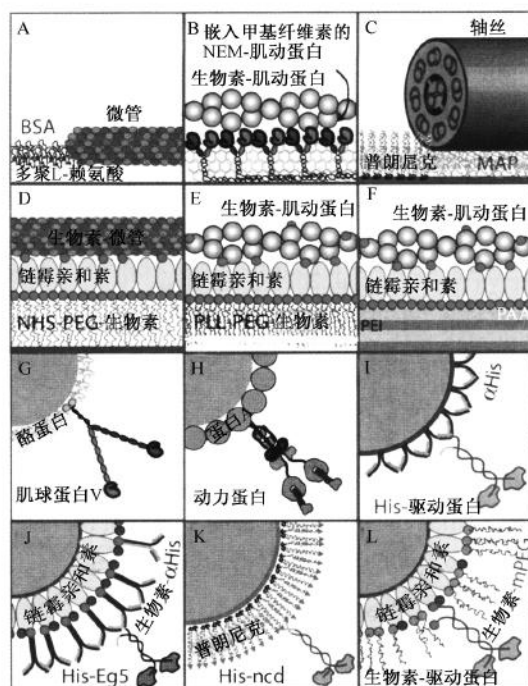 A
BSA
微管
多聚L-赖氨酸
B
嵌入甲基纤维素的
NEM-肌动蛋白
生物素-肌动蛋白
C
轴丝
普朗尼克
MAP
D
生物素-微管
链霉亲和素
NHS-PEG-生物素
E
生物素-肌动蛋白
链霉亲和素
PLL-PEG-生物素
F
生物素-肌动蛋白
链霉亲和素
PEI
G
酪蛋白
肌球蛋白V
H
动力蛋白
I
αHis
His-驱动蛋白
J
链霉亲和素
生物素-αHis
His-Eg5
K
普朗尼克
His-ncd
L
链霉亲和素
生物素-mPEG
生物素-驱动蛋白